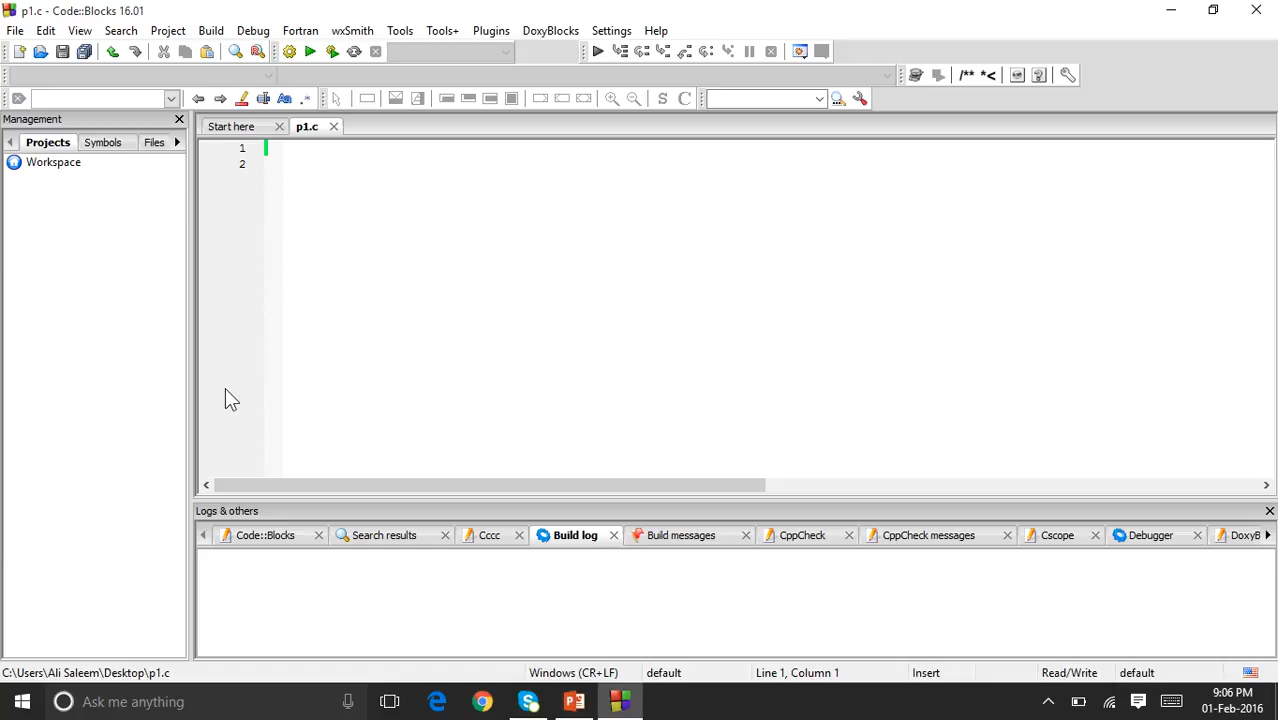 p1.c - Code::Blocks 16.01
File Edit View Search Project Build Debug Fortran wxSmith Tools Tools+ Plugins DoxyBlocks Settings Help
/** *<
Aa .* S C
Management
Projects Symbols Files
Workspace
Start here p1.c
1
2
Logs & others
Code::Blocks Search results Cccc Build log Build messages CppCheck CppCheck messages Cscope Debugger DoxyB
C:\Users\Ali Saleem\Desktop\p1.c Windows (CR+LF) default Line 1, Column 1 Insert Read/Write default
Ask me anything
9:06 PM
01-Feb-2016